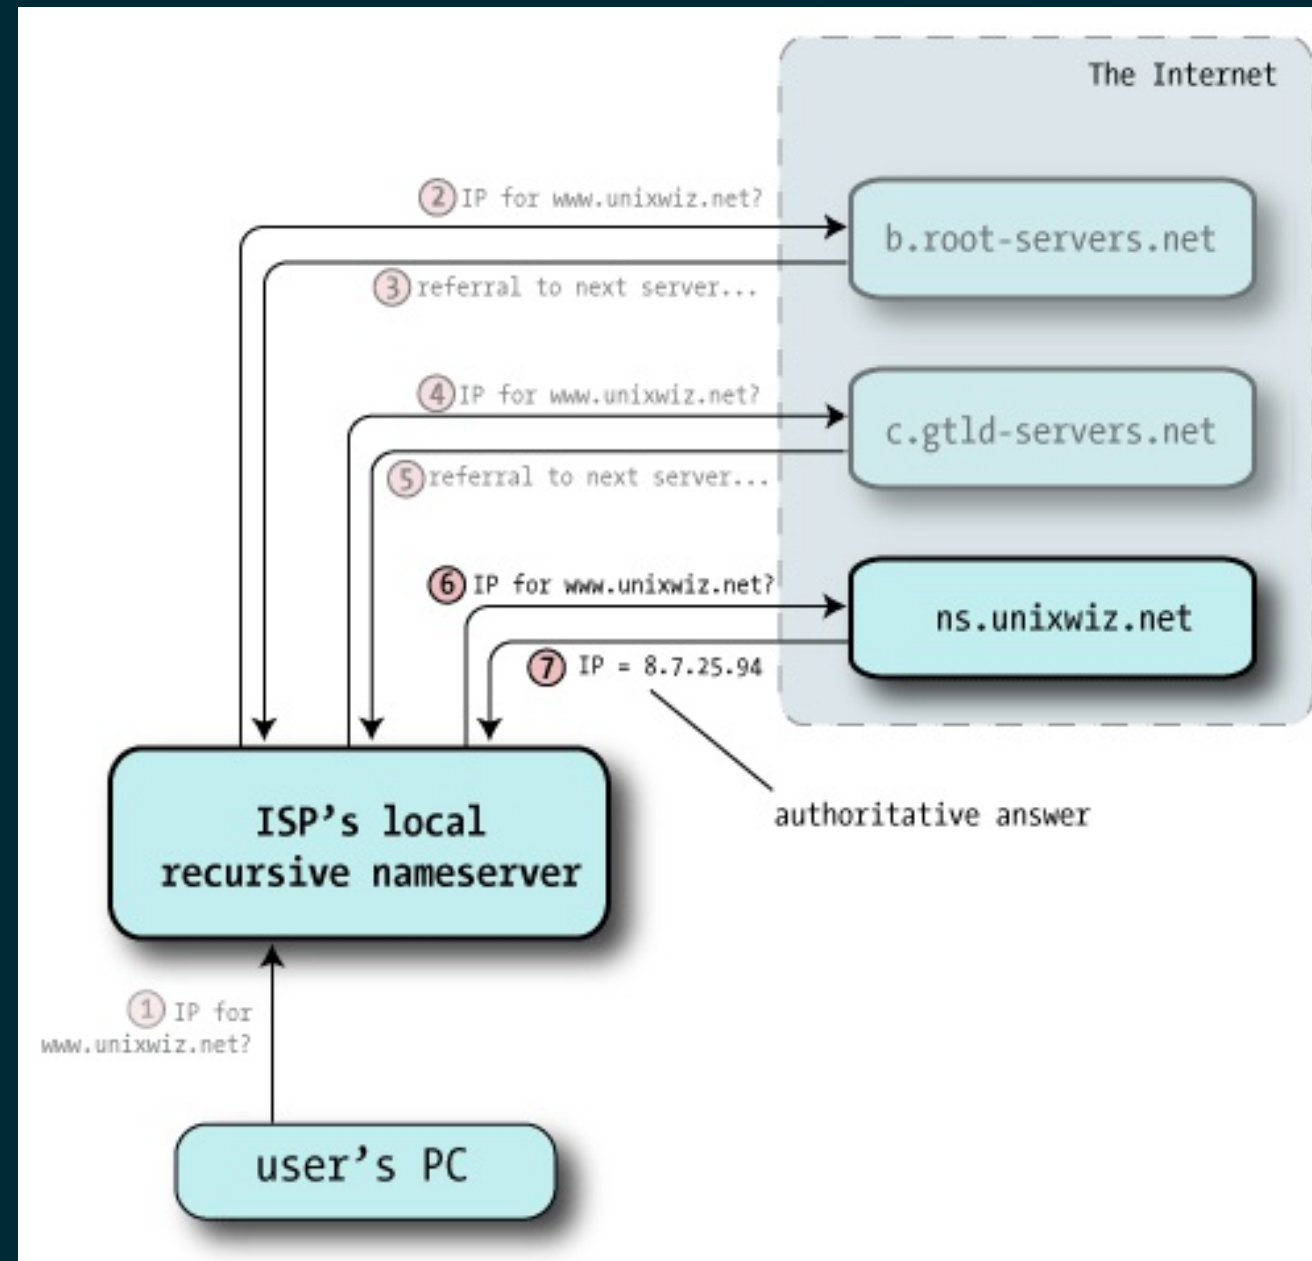 The Internet
2 IP for www.unixwiz.net?
b.root-servers.net
3 referral to next server...
4 IP for www.unixwiz.net?
c.gtld-servers.net
5 referral to next server...
6 IP for www.unixwiz.net?
ns.unixwiz.net
7 IP = 8.7.25.94
authoritative answer
ISP’s local
recursive nameserver
1 IP for
www.unixwiz.net?
user’s PC